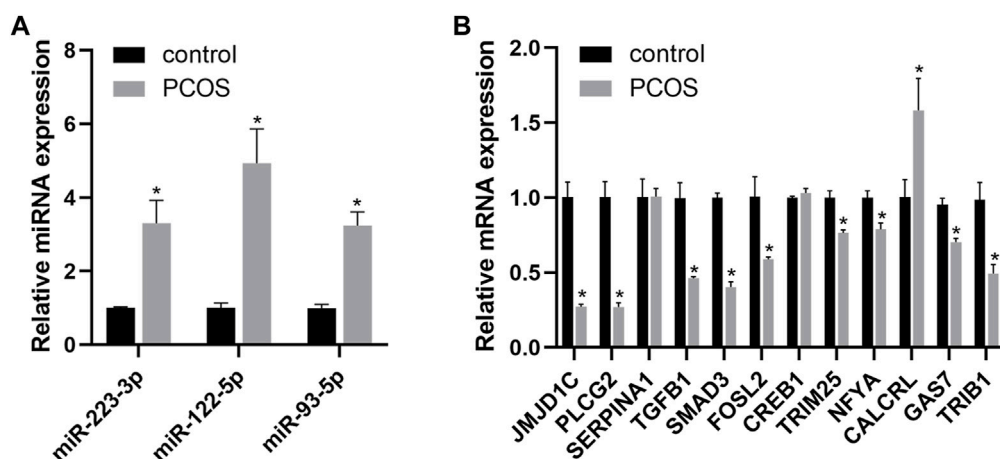 A
Relative miRNA expression
8
6
4
2
0
control
PCOS
*
*
*
miR-223-3p
miR-122-5p
miR-93-5p
B
Relative mRNA expression
2.0
1.5
1.0
0.5
0.0
control
PCOS
*
*
*
*
*
*
*
*
*
*
JMJD1C
PLCG2
SERPINA1
TGFB1
SMAD3
FOSL2
CREB1
TRIM25
NFYA
CALCRL
GAS7
TRIB1